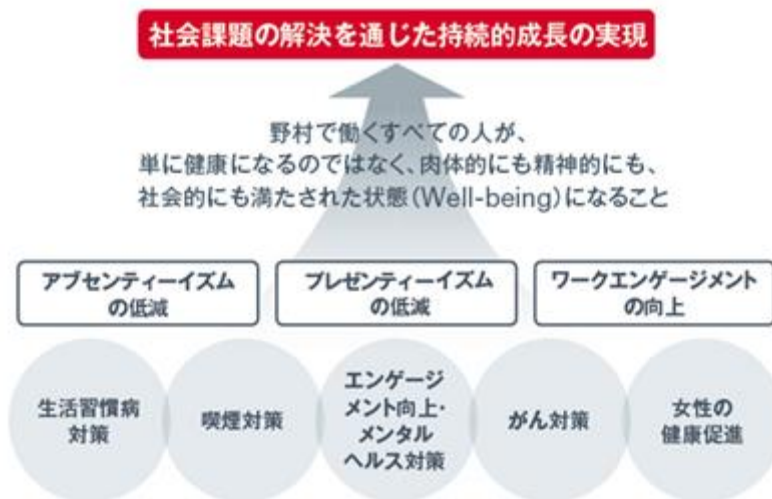 社会課題の解決を通じた持続的成長の実現
野村で働くすべての人が、
単に健康になるのではなく、肉体的にも精神的にも、
社会的にも満たされた状態(Well-being)になること
アブセンティーイズム
の低減
プレゼンティーイズム
の低減
ワークエンゲージメント
の向上
生活習慣病
対策
喫煙対策
エンゲージ
メント向上・
メンタル
ヘルス対策
がん対策
女性の
健康促進